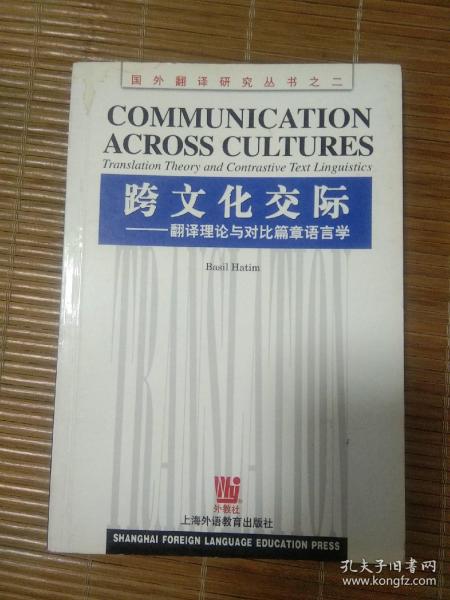 国外翻译研究丛书之二
COMMUNICATION
ACROSS CULTURES
Translation Theory and Contrastive Text Linguistics
跨文化交际
——翻译理论与对比篇章语言学
Basil Hatim
TRANSLATION
外教社
上海外语教育出版社
SHANGHAI FOREIGN LANGUAGE EDUCATION PRESS
孔夫子旧书网
www.kongfz.com